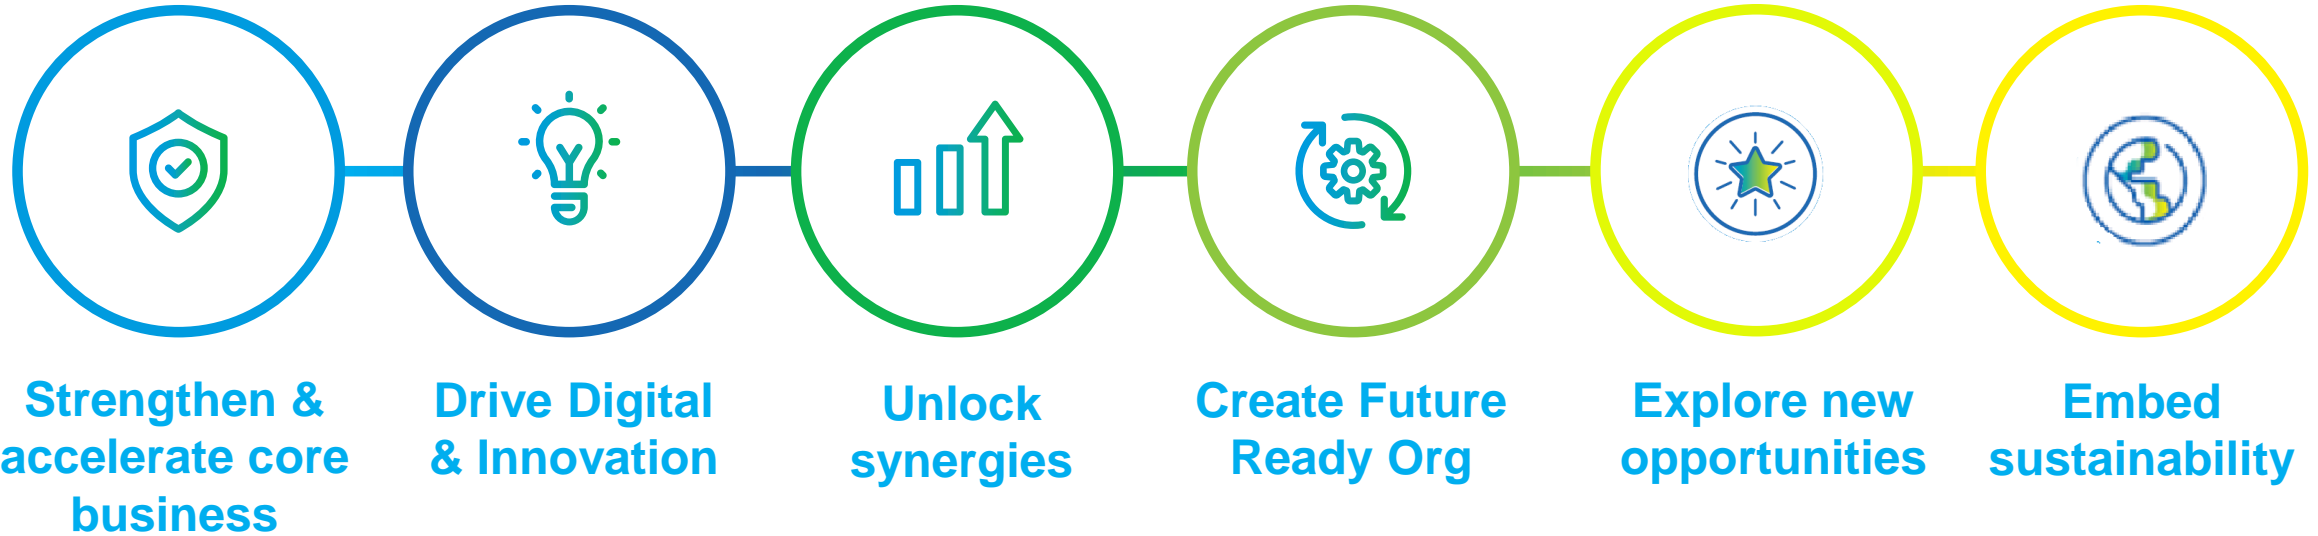 Strengthen &
accelerate core
business
Drive Digital
& Innovation
Unlock
synergies
Create Future
Ready Org
Explore new
opportunities
Embed
sustainability